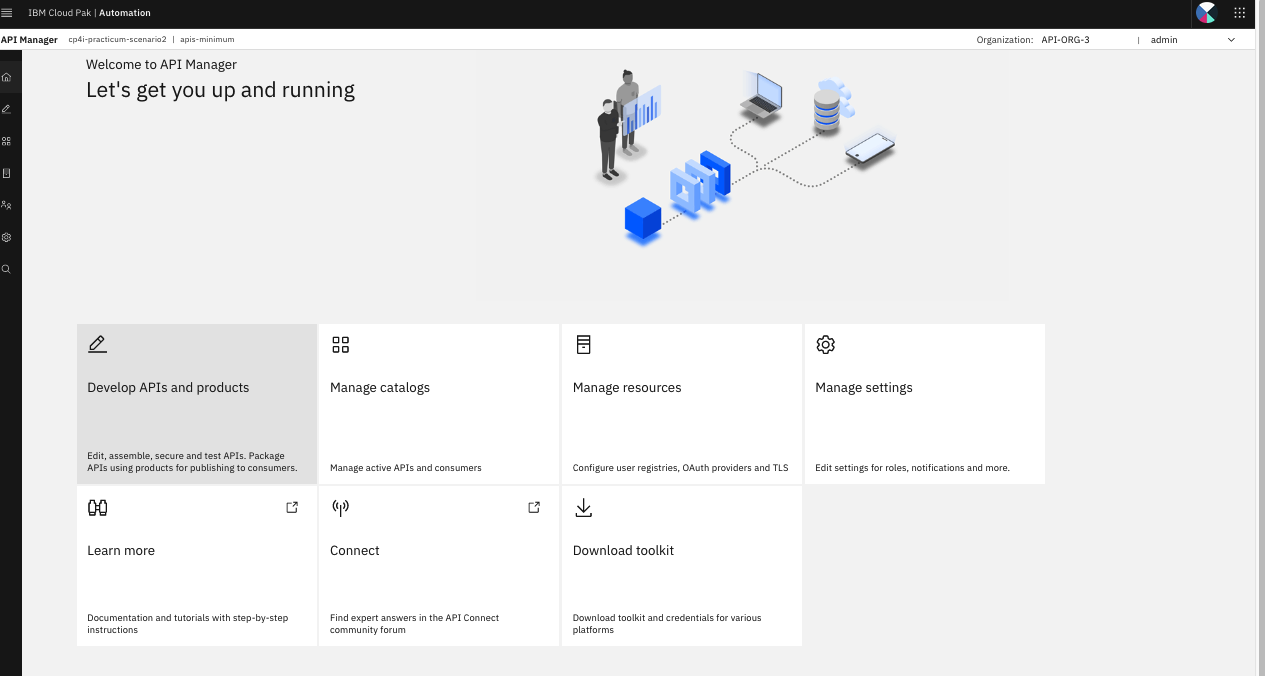 IBM Cloud Pak | Automation
API Manager cp4i-practicum-scenario2 | apis-minimum Organization: API-ORG-3 | admin
Welcome to API Manager
Let's get you up and running
Develop APIs and products
Edit, assemble, secure and test APIs. Package
APIs using products for publishing to consumers.
Manage catalogs
Manage active APIs and consumers
Manage resources
Configure user registries, OAuth providers and TLS
Manage settings
Edit settings for roles, notifications and more.
Learn more
Documentation and tutorials with step-by-step
instructions
Connect
Find expert answers in the API Connect
community forum
Download toolkit
Download toolkit and credentials for various
platforms